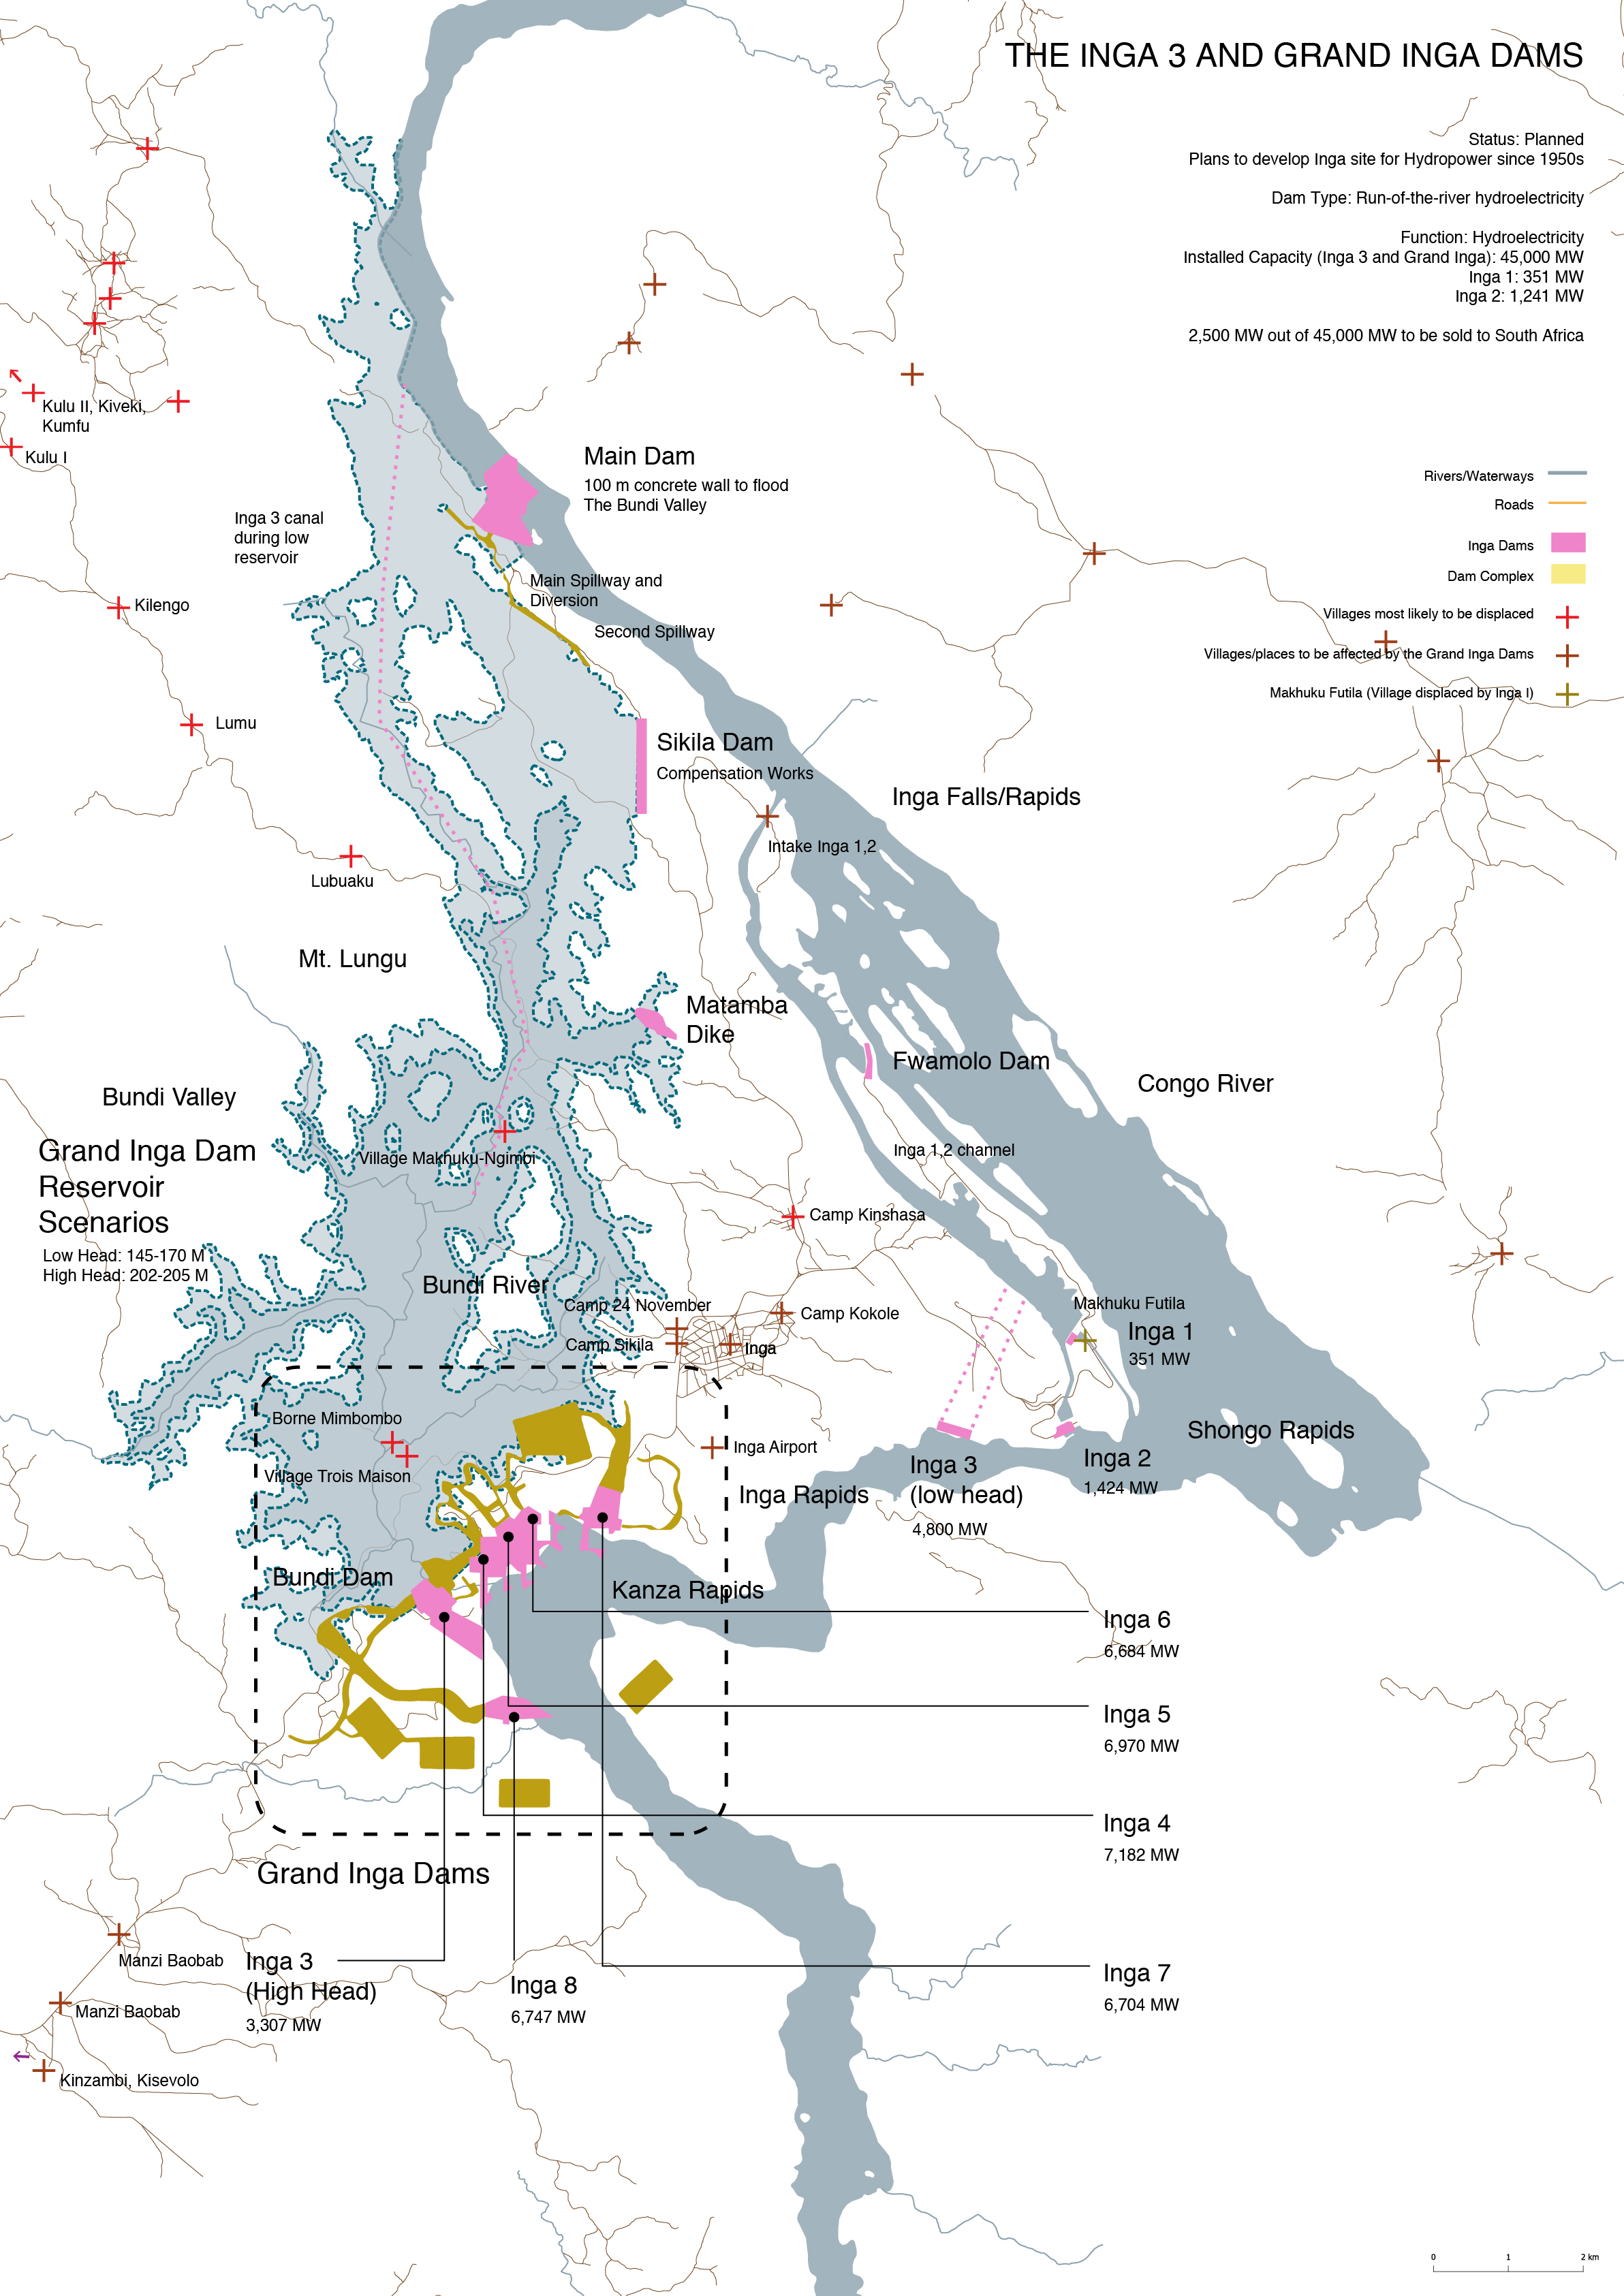 THE INGA 3 AND GRAND INGA DAMS
Status: Planned
Plans to develop Inga site for Hydropower since 1950s
Dam Type: Run-of-the-river hydroelectricity
Function: Hydroelectricity
Installed Capacity (Inga 3 and Grand Inga): 45,000 MW
Inga 1: 351 MW
Inga 2: 1,241 MW
2,500 MW out of 45,000 MW to be sold to South Africa
Rivers/Waterways
Roads
Inga Dams
Dam Complex
Villages most likely to be displaced
Villages/places to be affected by the Grand Inga Dams
Makhuku Futila (Village displaced by Inga I)
Kulu II, Kiveki,
Kumfu
Kulu I
Main Dam
100 m concrete wall to flood
The Bundi Valley
Inga 3 canal
during low
reservoir
Main Spillway and
Diversion
Second Spillway
Kilengo
Lumu
Sikila Dam
Compensation Works
Inga Falls/Rapids
Intake Inga 1,2
Lubuaku
Mt. Lungu
Matamba
Dike
Fwamolo Dam
Congo River
Bundi Valley
Grand Inga Dam
Reservoir
Scenarios
Low Head: 145-170 M
High Head: 202-205 M
Village Makhuku-Ngimbi
Inga 1,2 channel
Camp Kinshasa
Bundi River
Camp 24 November
Camp Kokole
Camp Sikila
Inga
Makhuku Futila
Inga 1
351 MW
Borne Mimbombo
Village Trois Maison
Inga Airport
Shongo Rapids
Inga 2
1,424 MW
Inga 3
(low head)
4,800 MW
Inga Rapids
Bundi Dam
Kanza Rapids
Inga 6
6,684 MW
Inga 5
6,970 MW
Inga 4
7,182 MW
Grand Inga Dams
Manzi Baobab
Inga 3
(High Head)
3,307 MW
Inga 8
6,747 MW
Inga 7
6,704 MW
Manzi Baobab
Kinzambi, Kisevolo
0 1 2 km